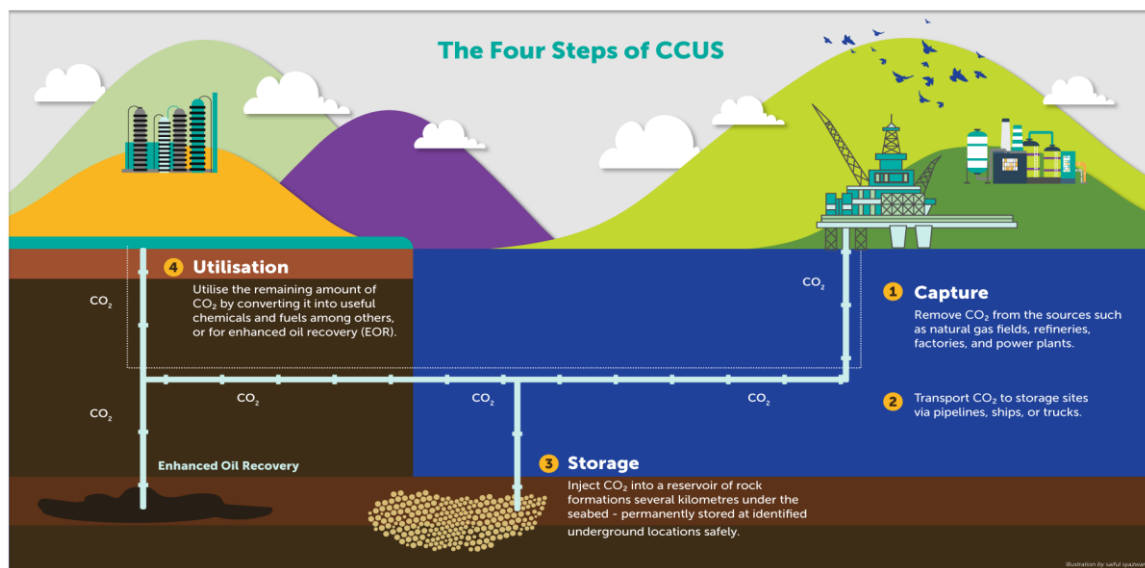 The Four Steps of CCUS
4 Utilisation
Utilise the remaining amount of
CO₂ by converting it into useful
chemicals and fuels among others,
or for enhanced oil recovery (EOR).
CO₂
CO₂
1 Capture
Remove CO₂ from the sources such
as natural gas fields, refineries,
factories, and power plants.
CO₂
CO₂
CO₂
CO₂
2 Transport CO₂ to storage sites
via pipelines, ships, or trucks.
Enhanced Oil Recovery
3 Storage
Inject CO₂ into a reservoir of rock
formations several kilometres under the
seabed - permanently stored at identified
underground locations safely.
Illustration by saiful